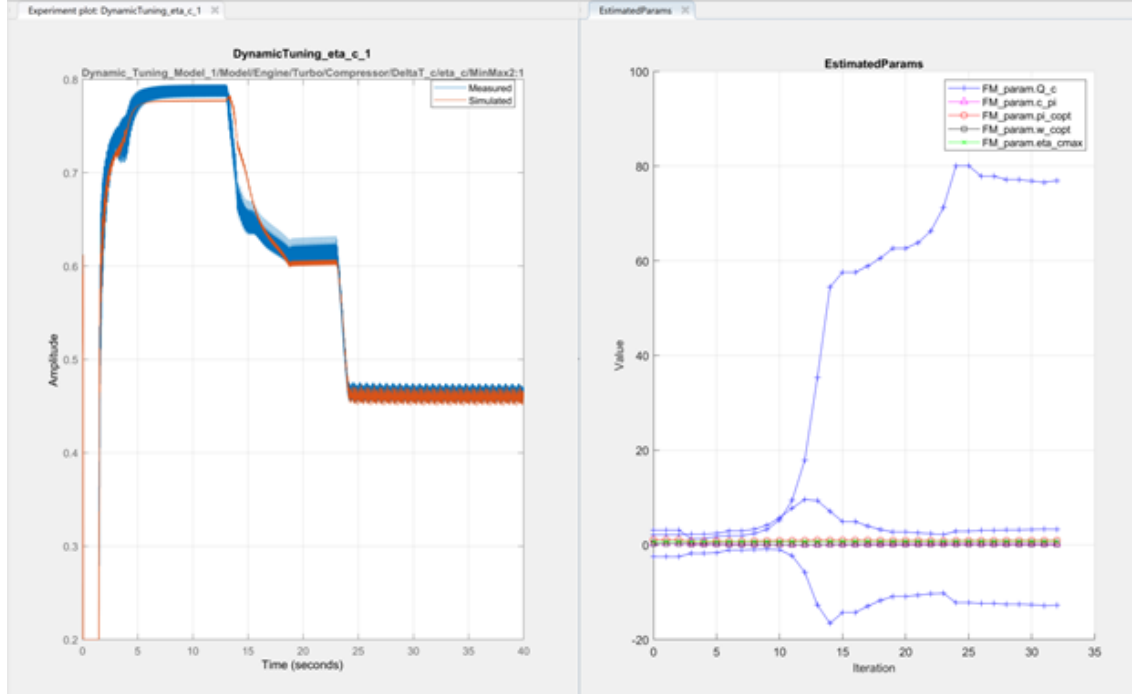 Experiment plot: DynamicTuning_eta_c_1
DynamicTuning_eta_c_1
Dynamic_Tuning_Model_1/Model/Engine/Turbo/Compressor/DeltaT_c/eta_c/MinMax2:1
Measured
Simulated
Amplitude
0.8
0.7
0.6
0.5
0.4
0.3
0.2
0
5
10
15
20
25
30
35
40
Time (seconds)
EstimatedParams
EstimatedParams
FM_param.Q_c
FM_param.c_pi
FM_param.pi_copt
FM_param.w_copt
FM_param.eta_cmax
Value
100
80
60
40
20
0
-20
0
5
10
15
20
25
30
35
Iteration